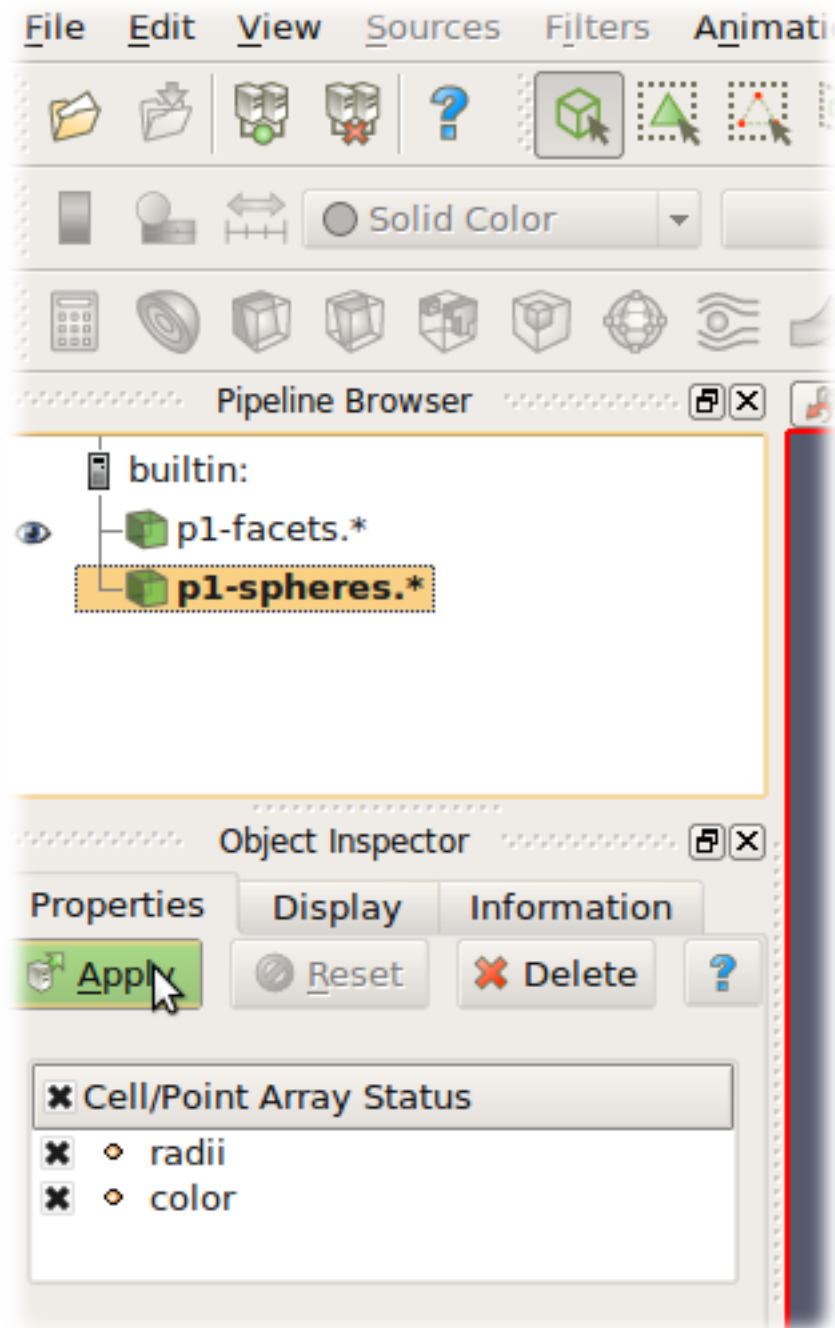 File Edit View Sources Filters Animati
Solid Color
Pipeline Browser
builtin:
p1-facets.*
p1-spheres.*
Object Inspector
Properties Display Information
Apply Reset Delete
Cell/Point Array Status
radii
color